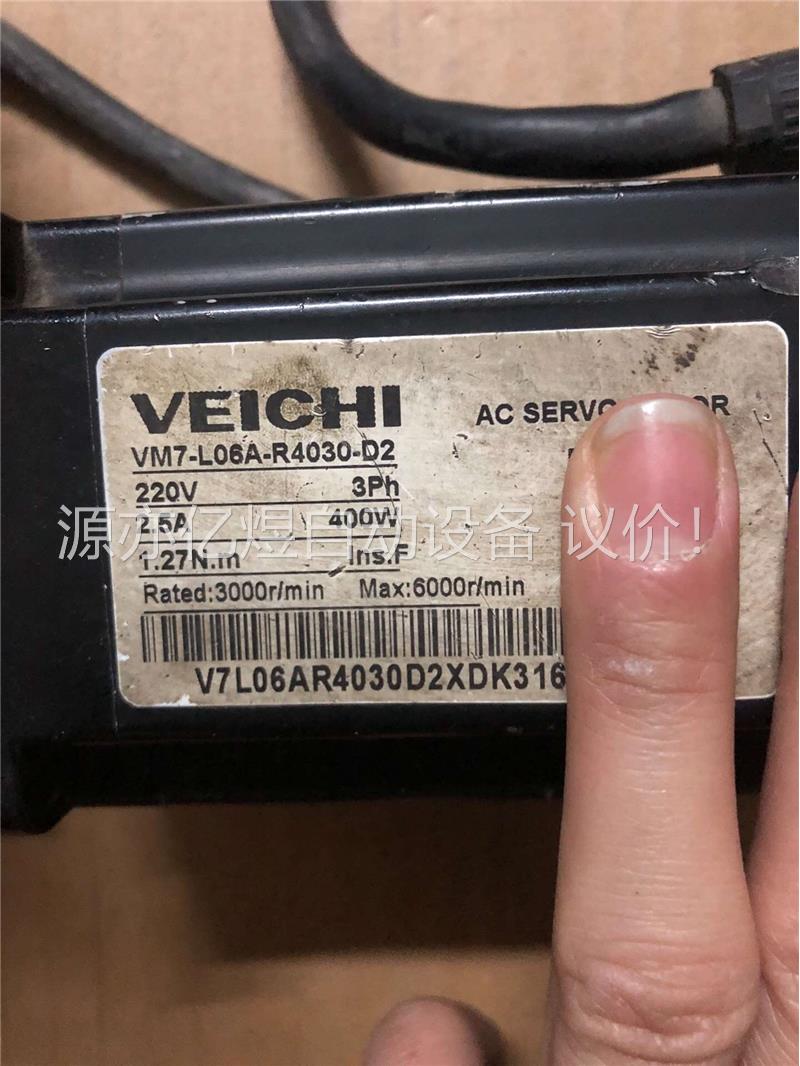 VEICHI
AC SERVO
VM7-L06A-R4030-D2
220V 3Ph
2.5A 400W
源亦亿煜自动设备 议价！
1.27N.m Ins.F
Rated:3000r/min Max:6000r/min
V7L06AR4030D2XDK316